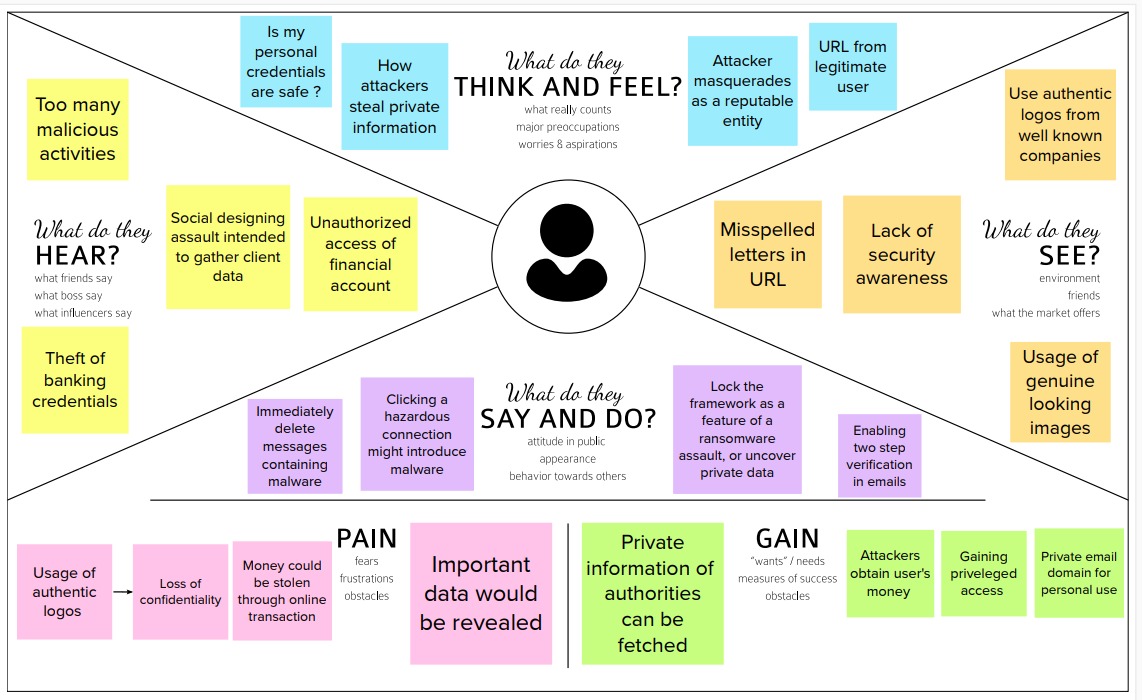 Is my
personal
credentials
are safe ?
How
attackers
steal private
information
What do they
THINK AND FEEL?
what really counts
major preoccupations
worries & aspirations
Attacker
masquerades
as a reputable
entity
URL from
legitimate
user
Too many
malicious
activities
What do they
HEAR?
what friends say
what boss say
what influencers say
Social designing
assault intended
to gather client
data
Unauthorized
access of
financial
account
Theft of
banking
credentials
Use authentic
logos from
well known
companies
Misspelled
letters in
URL
Lack of
security
awareness
What do they
SEE?
environment
friends
what the market offers
Usage of
genuine
looking
images
Immediately
delete
messages
containing
malware
Clicking a
hazardous
connection
might introduce
malware
What do they
SAY AND DO?
attitude in public
appearance
behavior towards others
Lock the
framework as a
feature of a
ransomware
assault, or uncover
private data
Enabling
two step
verification
in emails
Usage of
authentic
logos
Loss of
confidentiality
Money could
be stolen
through online
transaction
PAIN
fears
frustrations
obstacles
Important
data would
be revealed
Private
information of
authorities
can be
fetched
GAIN
"wants" / needs
measures of success
obstacles
Attackers
obtain user's
money
Gaining
priveleged
access
Private email
domain for
personal use